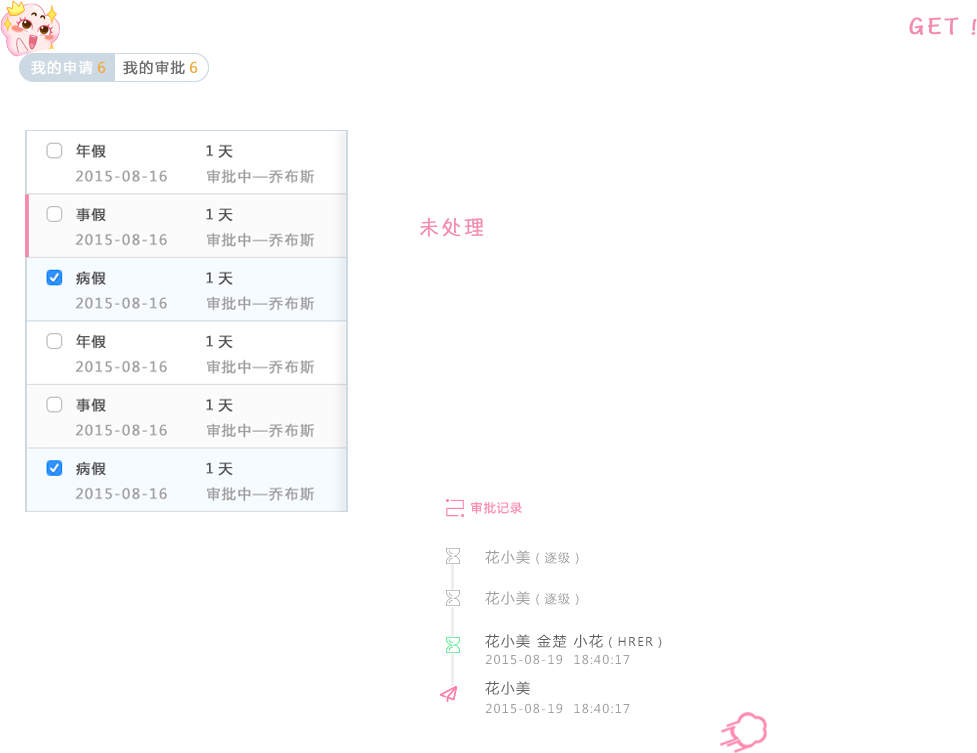 GET !
我的申请 6 我的审批 6
年假 1 天
2015-08-16 审批中—乔布斯
事假 1 天
2015-08-16 审批中—乔布斯
未处理
病假 1 天
2015-08-16 审批中—乔布斯
年假 1 天
2015-08-16 审批中—乔布斯
事假 1 天
2015-08-16 审批中—乔布斯
病假 1 天
2015-08-16 审批中—乔布斯
审批记录
花小美 ( 逐级 )
花小美 ( 逐级 )
花小美 金楚 小花 ( HRER )
2015-08-19 18:40:17
花小美
2015-08-19 18:40:17